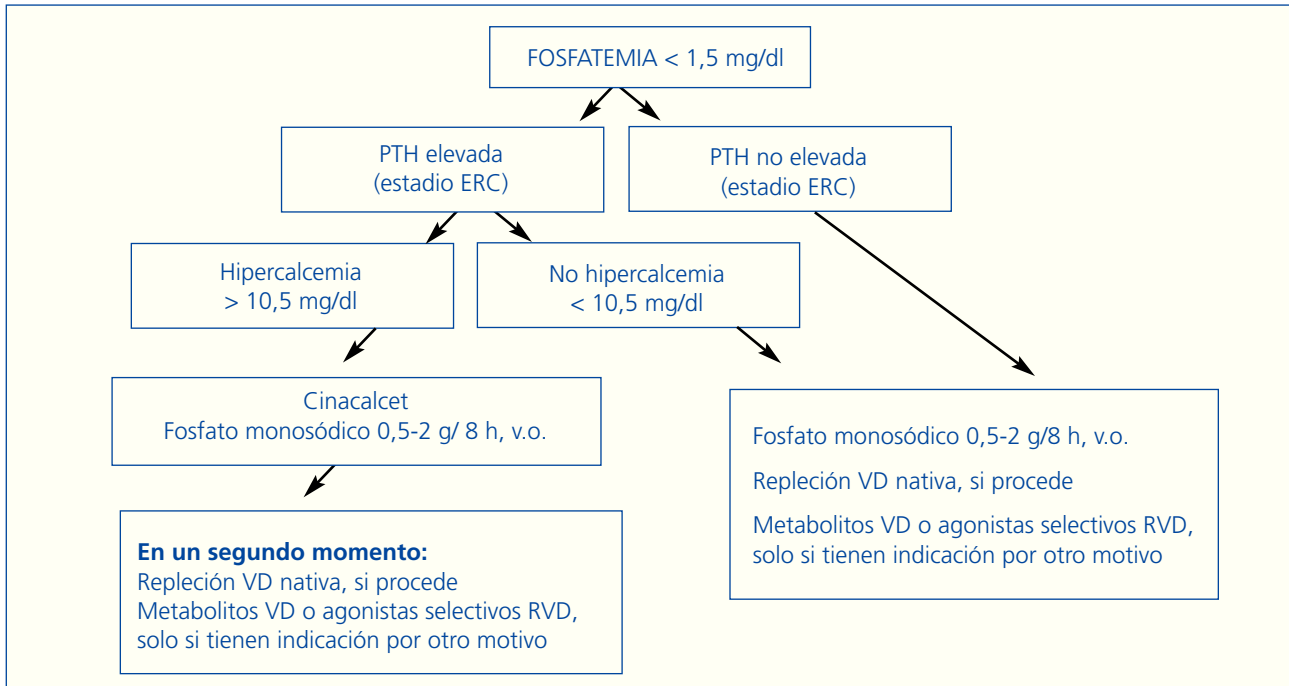 FOSFATEMIA < 1,5 mg/dl
PTH elevada
(estadio ERC)
PTH no elevada
(estadio ERC)
Hipercalcemia
> 10,5 mg/dl
No hipercalcemia
< 10,5 mg/dl
Cinacalcet
Fosfato monosódico 0,5-2 g/ 8 h, v.o.
Fosfato monosódico 0,5-2 g/8 h, v.o.
Repleción VD nativa, si procede
Metabolitos VD o agonistas selectivos RVD,
solo si tienen indicación por otro motivo
En un segundo momento:
Repleción VD nativa, si procede
Metabolitos VD o agonistas selectivos RVD,
solo si tienen indicación por otro motivo